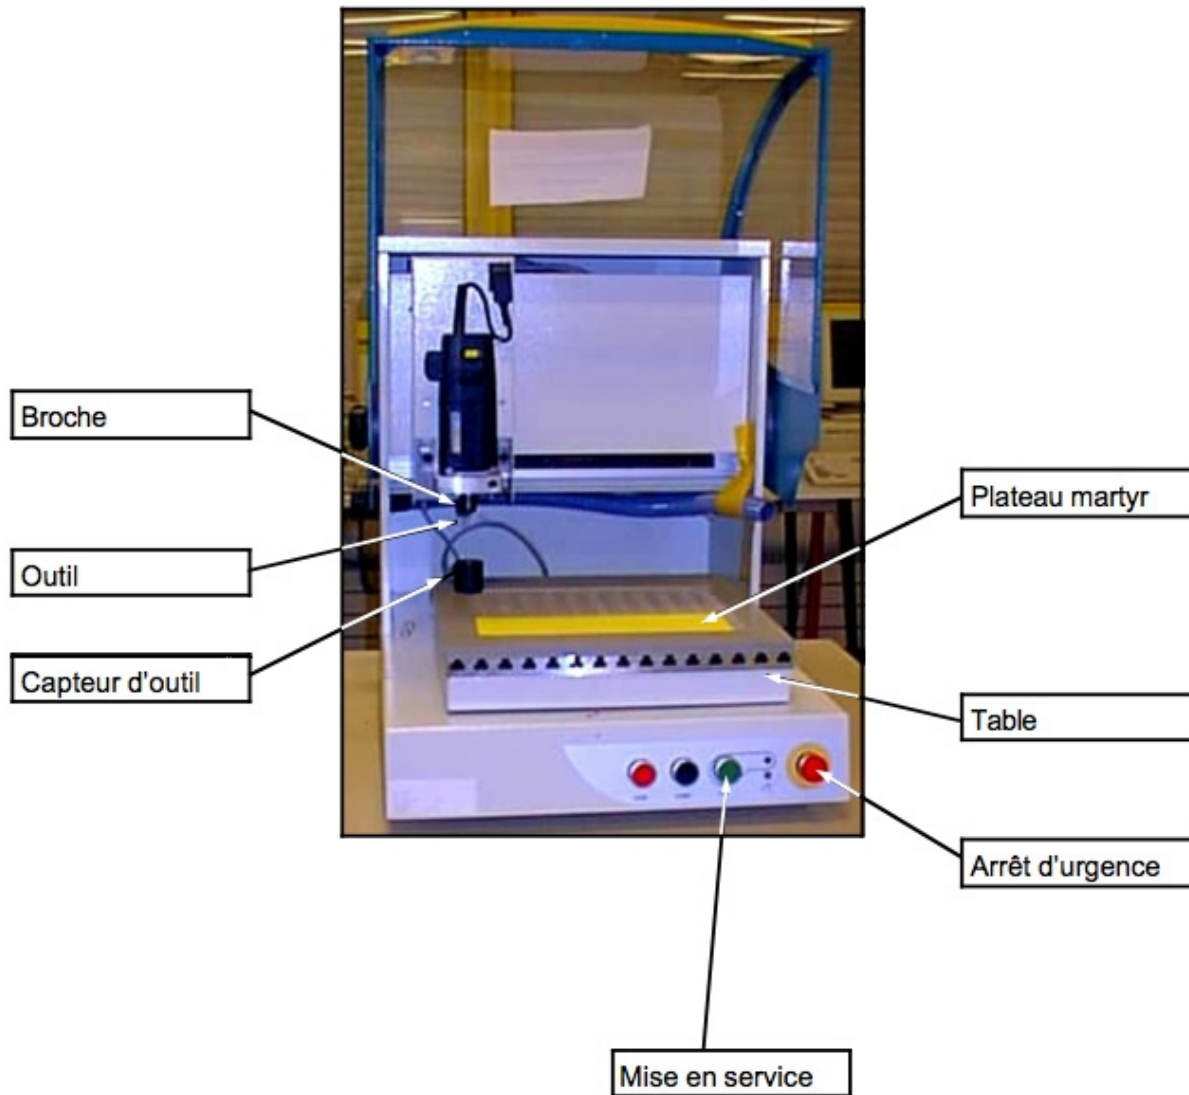 Broche
Plateau martyr
Outil
Capteur d'outil
Table
Arrêt d'urgence
Mise en service